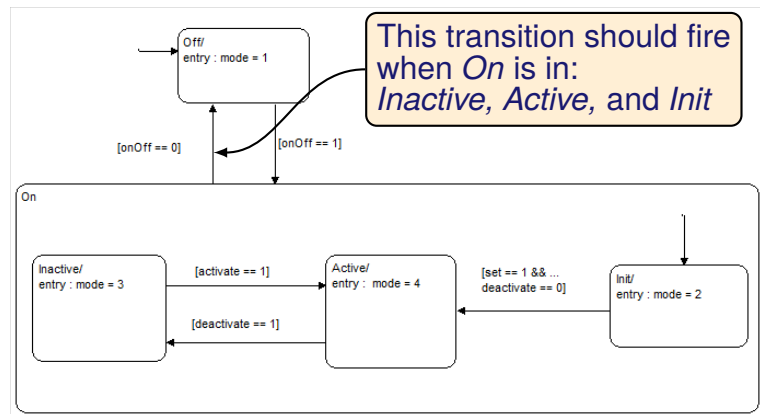 Off/
entry : mode = 1
This transition should fire
when On is in:
Inactive, Active, and Init
[onOff == 0]
[onOff == 1]
On
Inactive/
entry : mode = 3
[activate == 1]
[deactivate == 1]
Active/
entry :  mode = 4
[set == 1 && ...
deactivate == 0]
Init/
entry : mode = 2